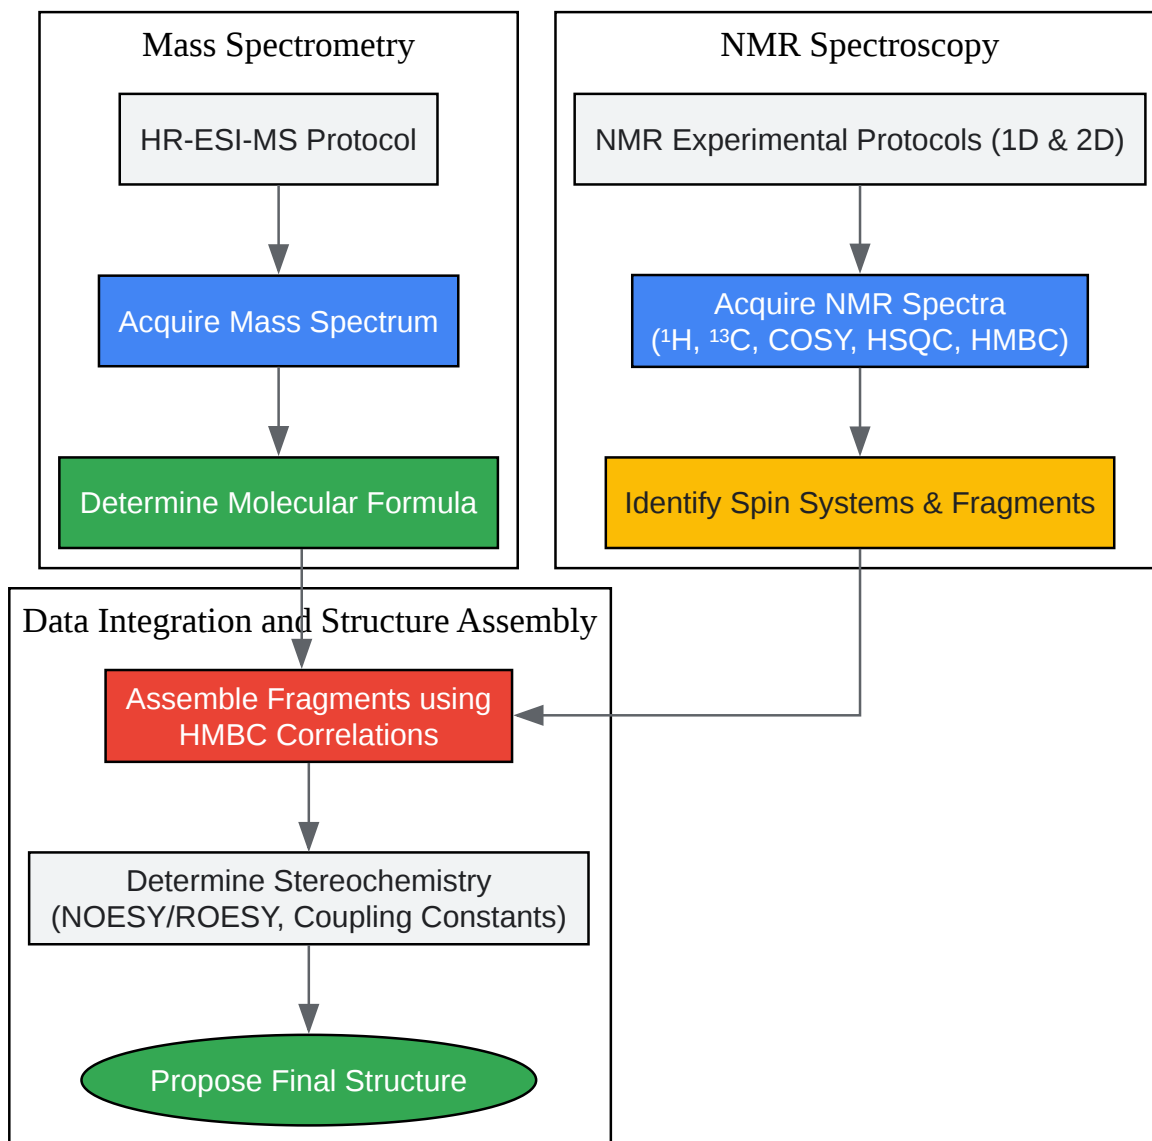 Mass Spectrometry
HR-ESI-MS Protocol
Acquire Mass Spectrum
Determine Molecular Formula
NMR Spectroscopy
NMR Experimental Protocols (1D & 2D)
Acquire NMR Spectra
(¹H, ¹³C, COSY, HSQC, HMBC)
Identify Spin Systems & Fragments
Data Integration and Structure Assembly
Assemble Fragments using
HMBC Correlations
Determine Stereochemistry
(NOESY/ROESY, Coupling Constants)
Propose Final Structure